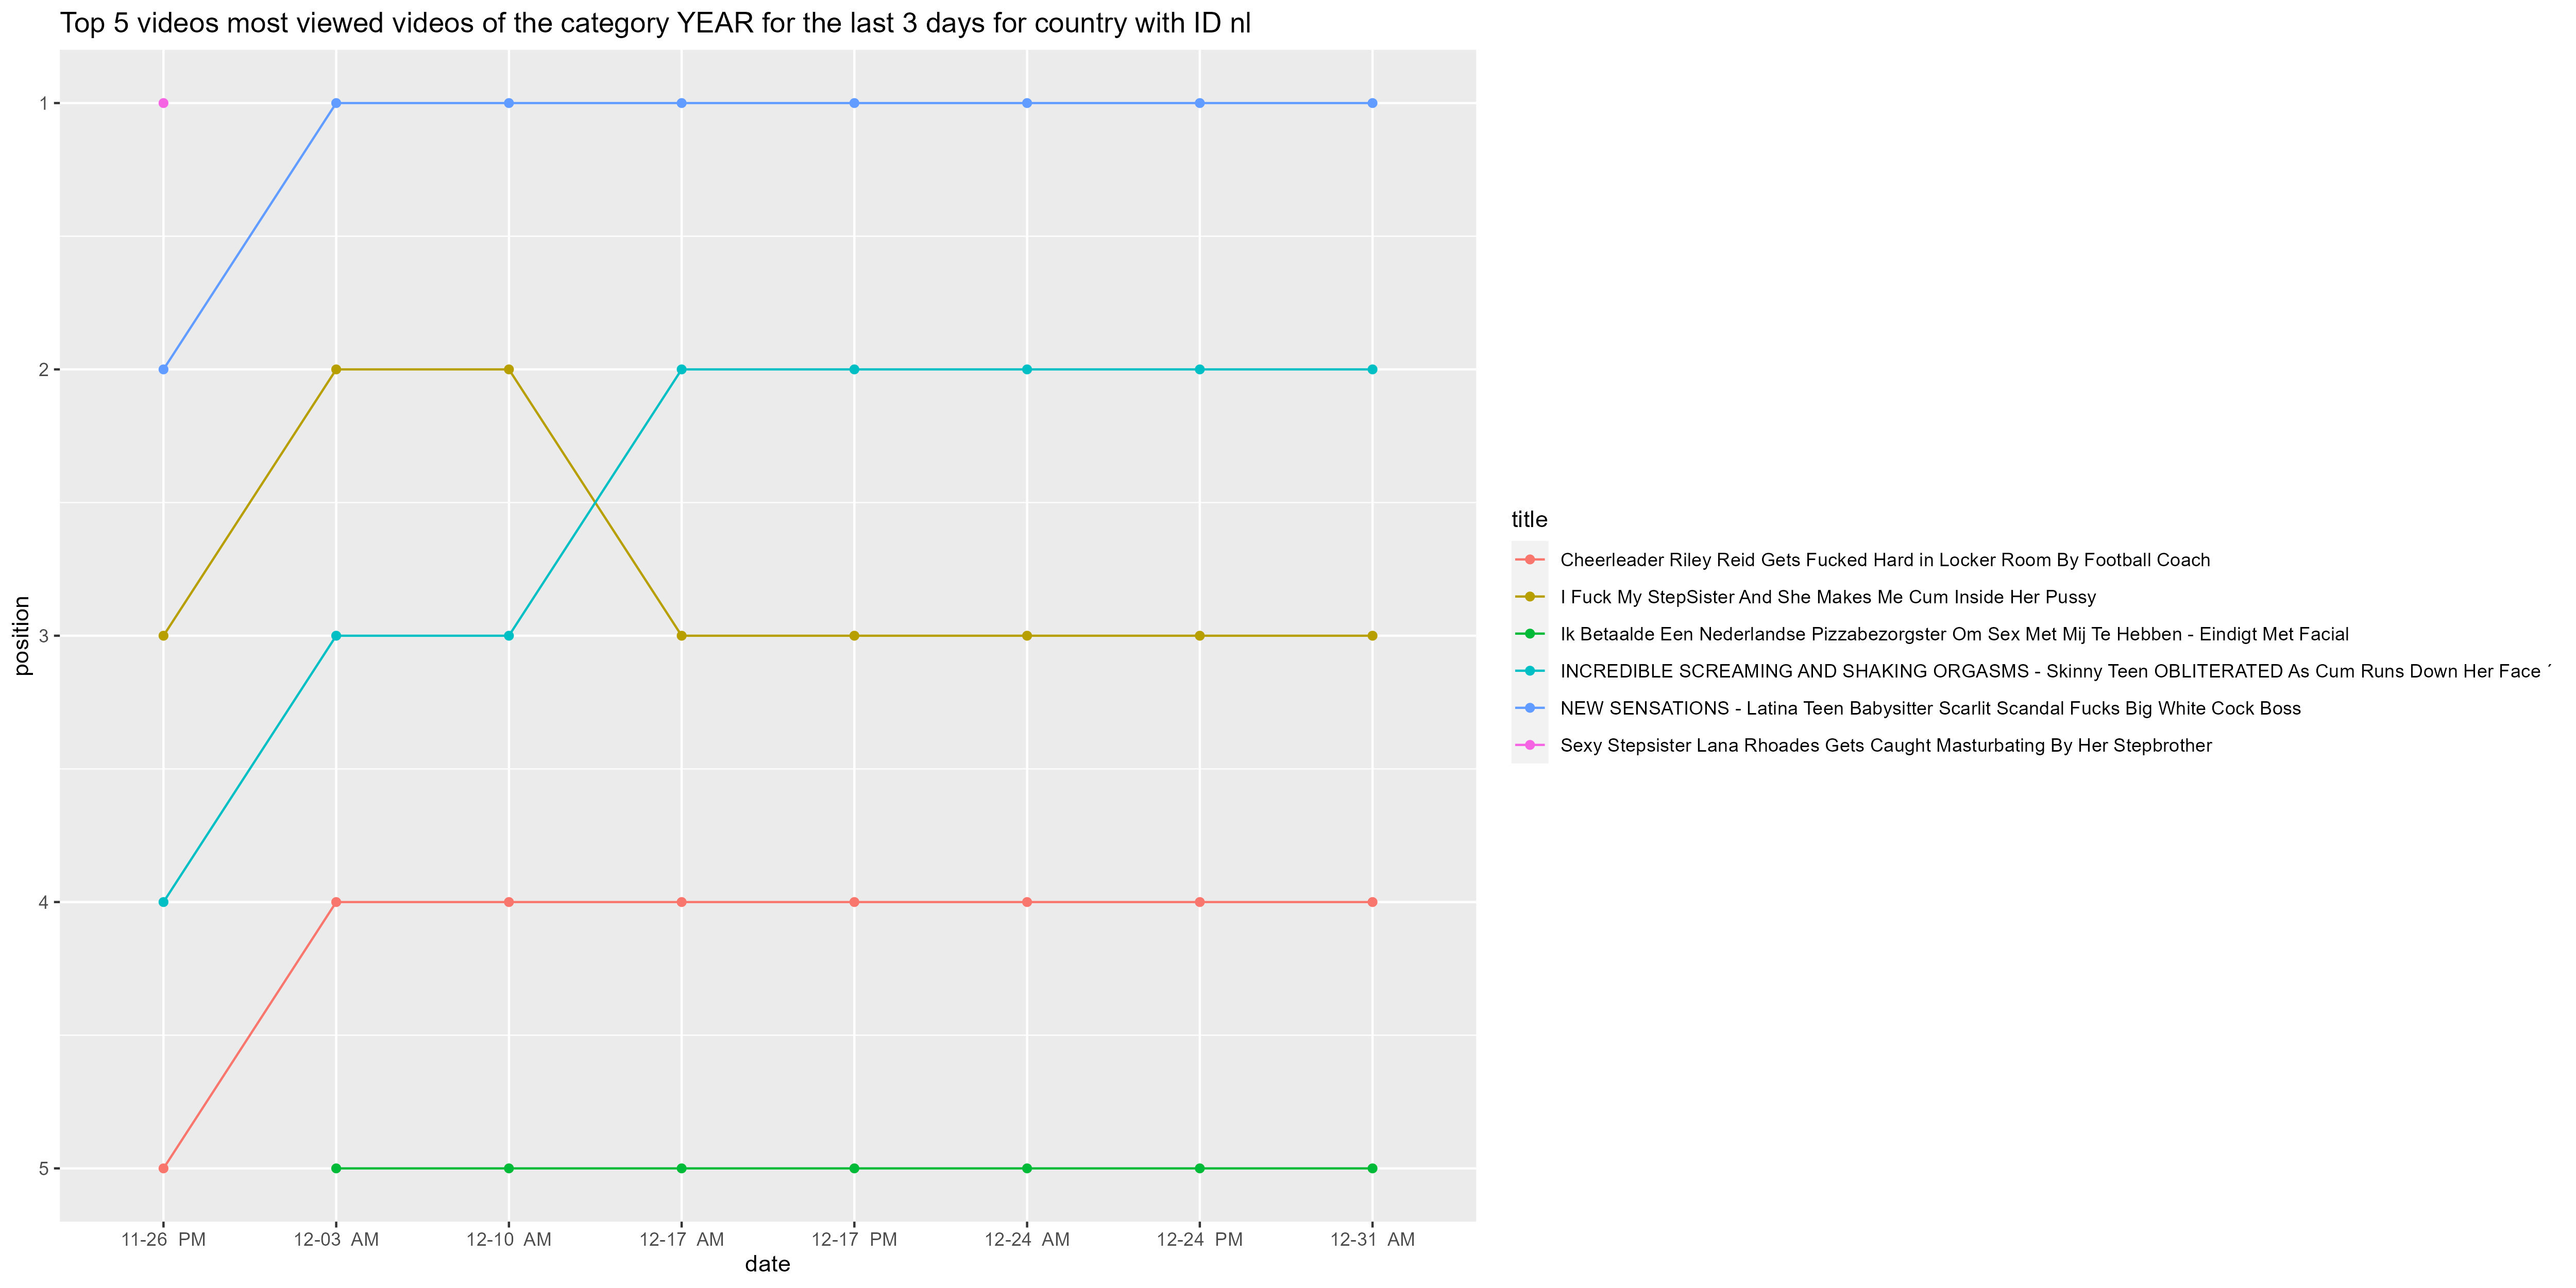 Top 5 videos most viewed videos of the category YEAR for the last 3 days for country with ID nl
1
2
3
4
5
position
11-26 PM
12-03 AM
12-10 AM
12-17 AM
12-17 PM
12-24 AM
12-24 PM
12-31 AM
date
title
Cheerleader Riley Reid Gets Fucked Hard in Locker Room By Football Coach
I Fuck My StepSister And She Makes Me Cum Inside Her Pussy
Ik Betaalde Een Nederlandse Pizzabezorgster Om Sex Met Mij Te Hebben - Eindigt Met Facial
INCREDIBLE SCREAMING AND SHAKING ORGASMS - Skinny Teen OBLITERATED As Cum Runs Down Her Face ´
NEW SENSATIONS - Latina Teen Babysitter Scarlit Scandal Fucks Big White Cock Boss
Sexy Stepsister Lana Rhoades Gets Caught Masturbating By Her Stepbrother